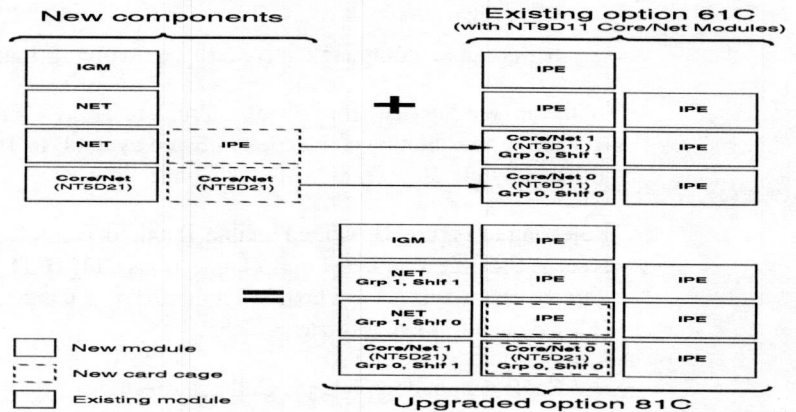 New components
Existing option 61C
(with NT9D11 Core/Net Modules)
IGM
NET
NET
IPE
Core/Net
(NT5D21)
Core/Net
(NT5D21)
+
IPE
IPE
IPE
Core/Net 1
(NT9D11)
Grp 0, Shlf 1
IPE
Core/Net 0
(NT9D11)
Grp 0, Shlf 0
IPE
=
IGM
IPE
NET
Grp 1, Shlf 1
IPE
IPE
NET
Grp 1, Shlf 0
IPE
IPE
Core/Net 1
(NT5D21)
Grp 0, Shlf 1
Core/Net 0
(NT5D21)
Grp 0, Shlf 0
IPE
New module
New card cage
Existing module
Upgraded option 81C